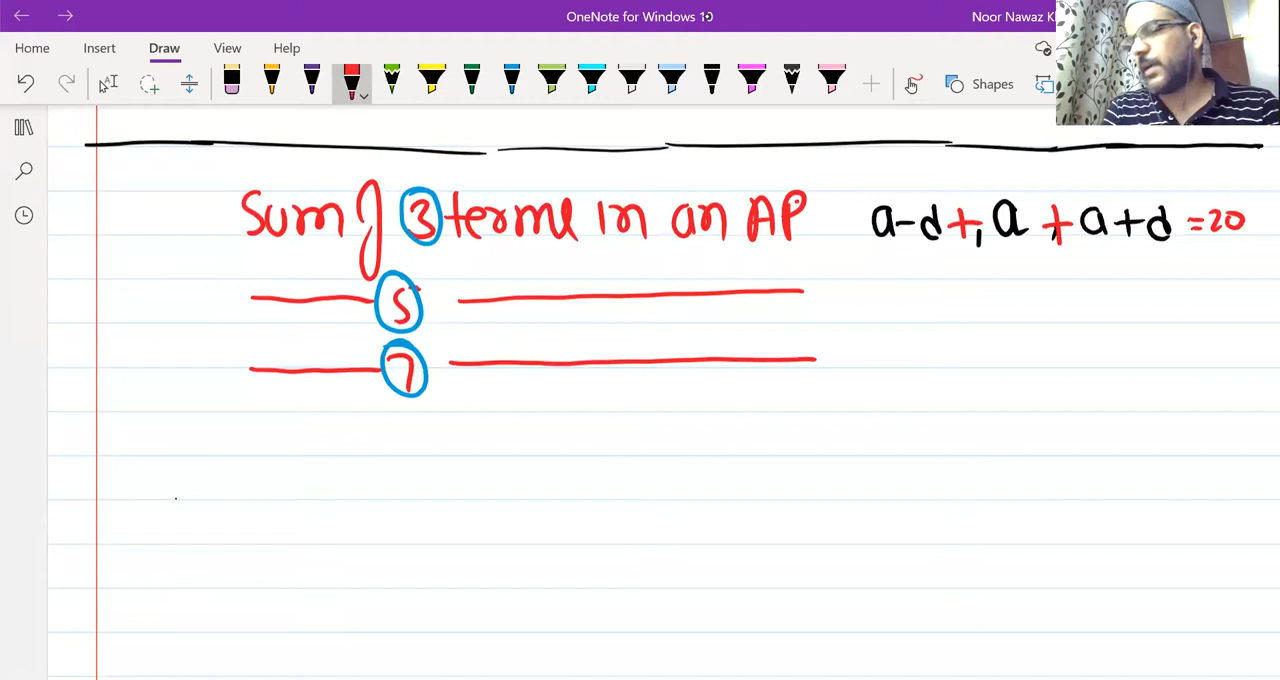 OneNote for Windows 10
Noor Nawaz K
Home Insert Draw View Help
Shapes
Sum of 3 terms in an AP a-d+, a + a+d =20
5
7